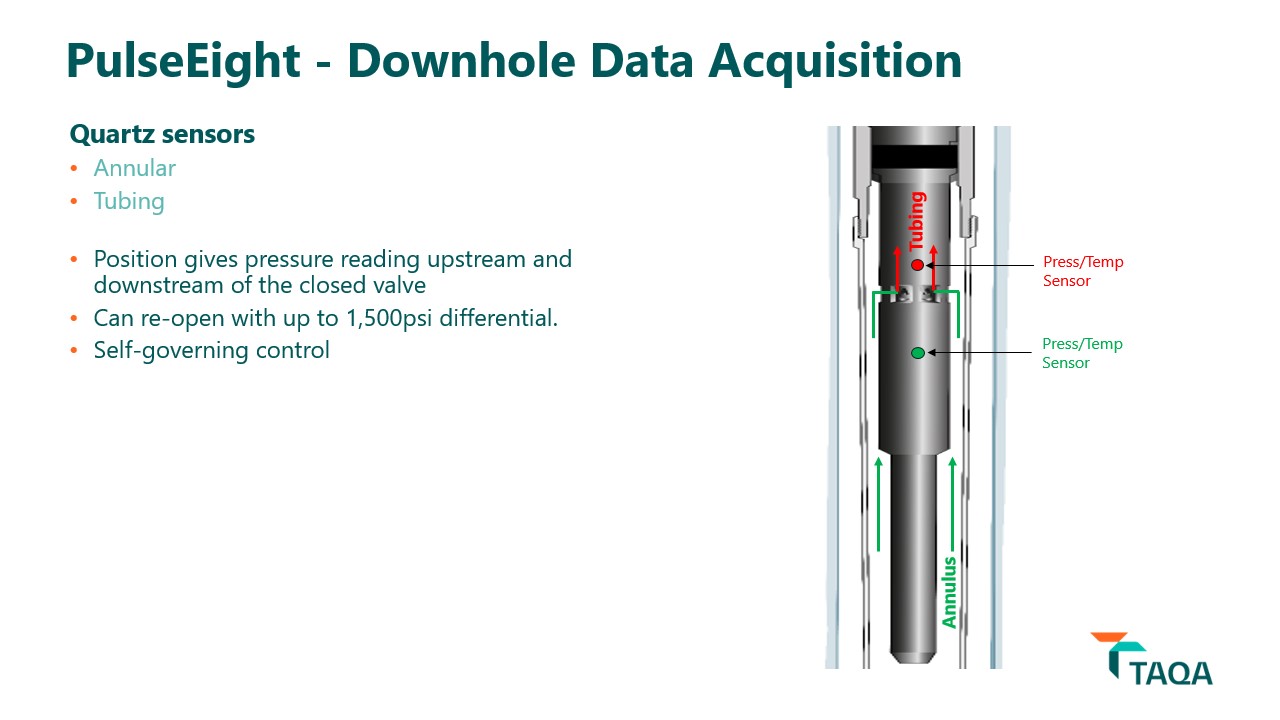 PulseEight - Downhole Data Acquisition
Quartz sensors
• Annular
• Tubing
• Position gives pressure reading upstream and
downstream of the closed valve
• Can re-open with up to 1,500psi differential.
• Self-governing control
Tubing
Press/Temp
Sensor
Press/Temp
Sensor
Annulus
TAQA